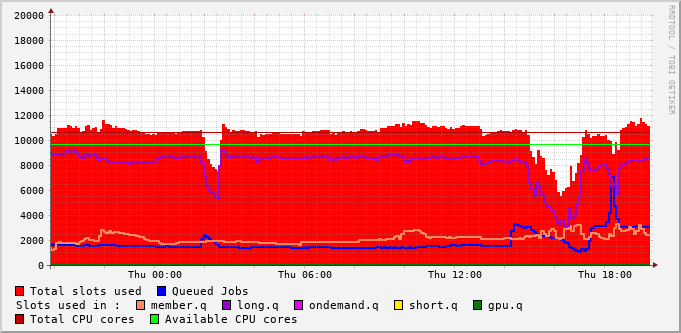 20000
18000
16000
14000
12000
10000
8000
6000
4000
2000
0
Thu 00:00 Thu 06:00 Thu 12:00 Thu 18:00
RRDTOOL / TOBI OETIKER
Total slots used Queued Jobs
Slots used in : member.q long.q ondemand.q short.q gpu.q
Total CPU cores Available CPU cores